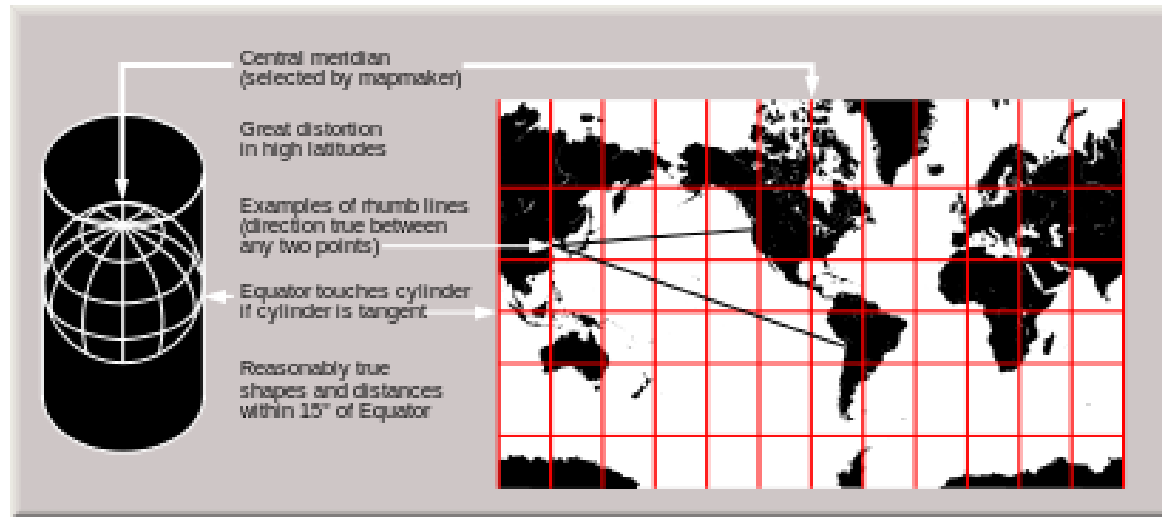 Central meridian
(selected by mapmaker)
Great distortion
in high latitudes
Examples of rhumb lines
(direction true between
any two points)
Equator touches cylinder
if cylinder is tangent
Reasonably true
shapes and distances
within 15° of Equator